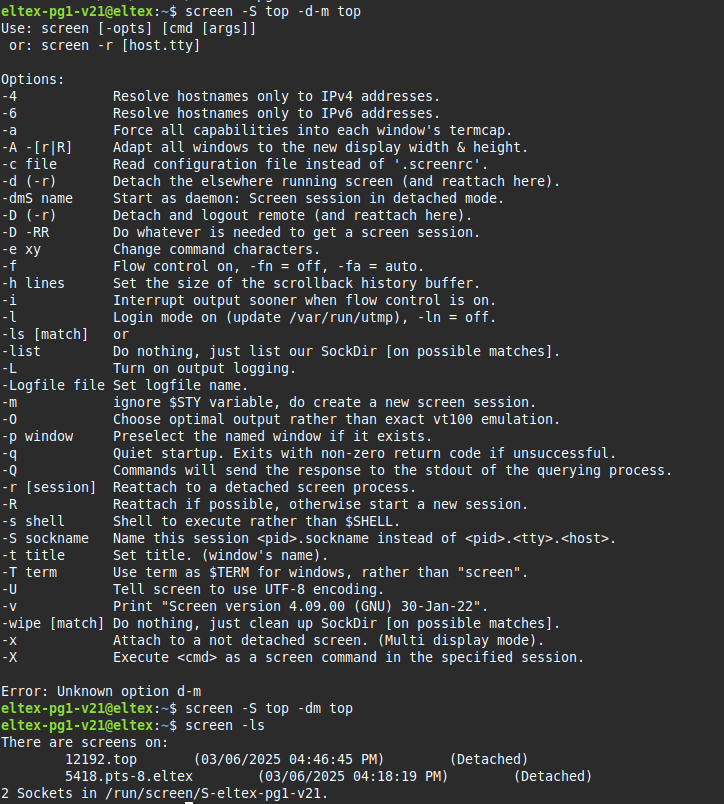 eltex-pg1-v21@eltex:~$ screen -S top -d-m top
Use: screen [-opts] [cmd [args]]
 or: screen -r [host.tty]

Options:
-4            Resolve hostnames only to IPv4 addresses.
-6            Resolve hostnames only to IPv6 addresses.
-a            Force all capabilities into each window's termcap.
-A -[r|R]     Adapt all windows to the new display width & height.
-c file       Read configuration file instead of '.screenrc'.
-d (-r)       Detach the elsewhere running screen (and reattach here).
-dmS name     Start as daemon: Screen session in detached mode.
-D (-r)       Detach and logout remote (and reattach here).
-D -RR        Do whatever is needed to get a screen session.
-e xy         Change command characters.
-f            Flow control on, -fn = off, -fa = auto.
-h lines      Set the size of the scrollback history buffer.
-i            Interrupt output sooner when flow control is on.
-l            Login mode on (update /var/run/utmp), -ln = off.
-ls [match]   or
-list         Do nothing, just list our SockDir [on possible matches].
-L            Turn on output logging.
-Logfile file Set logfile name.
-m            ignore $STY variable, do create a new screen session.
-O            Choose optimal output rather than exact vt100 emulation.
-p window     Preselect the named window if it exists.
-q            Quiet startup. Exits with non-zero return code if unsuccessful.
-Q            Commands will send the response to the stdout of the querying process.
-r [session]  Reattach to a detached screen process.
-R            Reattach if possible, otherwise start a new session.
-s shell      Shell to execute rather than $SHELL.
-S sockname   Name this session <pid>.sockname instead of <pid>.<tty>.<host>.
-t title      Set title. (window's name).
-T term       Use term as $TERM for windows, rather than "screen".
-U            Tell screen to use UTF-8 encoding.
-v            Print "Screen version 4.09.00 (GNU) 30-Jan-22".
-wipe [match] Do nothing, just clean up SockDir [on possible matches].
-x            Attach to a not detached screen. (Multi display mode).
-X            Execute <cmd> as a screen command in the specified session.

Error: Unknown option d-m
eltex-pg1-v21@eltex:~$ screen -S top -dm top
eltex-pg1-v21@eltex:~$ screen -ls
There are screens on:
        12192.top       (03/06/2025 04:46:45 PM)        (Detached)
        5418.pts-8.eltex        (03/06/2025 04:18:19 PM)        (Detached)
2 Sockets in /run/screen/S-eltex-pg1-v21.